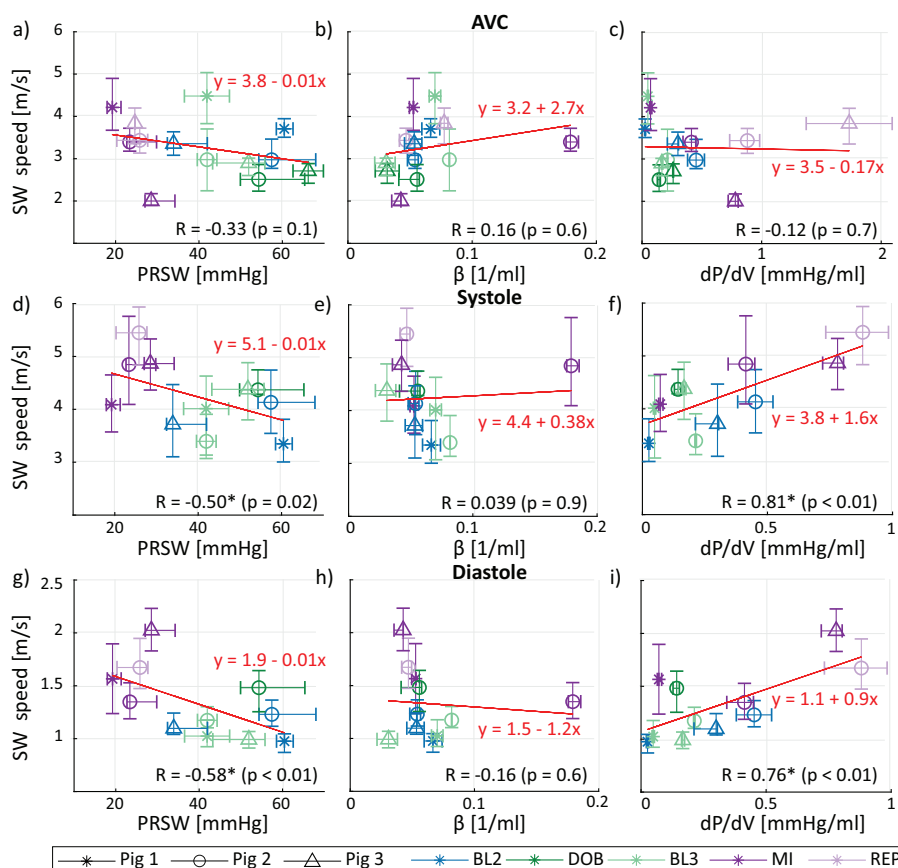 AVC
a)
b)
c)
6
5
4
3
2
SW speed [m/s]
y = 3.8 - 0.01x
y = 3.2 + 2.7x
y = 3.5 - 0.17x
R = -0.33 (p = 0.1)
R = 0.16 (p = 0.6)
R = -0.12 (p = 0.7)
20 40 60
0 0.1 0.2
0 1 2
PRSW [mmHg]
β [1/ml]
dP/dV [mmHg/ml]
Systole
d)
e)
f)
6
5
4
3
SW speed [m/s]
y = 5.1 - 0.01x
y = 4.4 + 0.38x
y = 3.8 + 1.6x
R = -0.50* (p = 0.02)
R = 0.039 (p = 0.9)
R = 0.81* (p < 0.01)
20 40 60
0 0.1 0.2
0 0.5 1
PRSW [mmHg]
β [1/ml]
dP/dV [mmHg/ml]
Diastole
g)
h)
i)
2.5
2
1.5
1
SW speed [m/s]
y = 1.9 - 0.01x
y = 1.5 - 1.2x
y = 1.1 + 0.9x
R = -0.58* (p < 0.01)
R = -0.16 (p = 0.6)
R = 0.76* (p < 0.01)
20 40 60
0 0.1 0.2
0 0.5 1
PRSW [mmHg]
β [1/ml]
dP/dV [mmHg/ml]
Pig 1 Pig 2 Pig 3 BL2 DOB BL3 MI REP